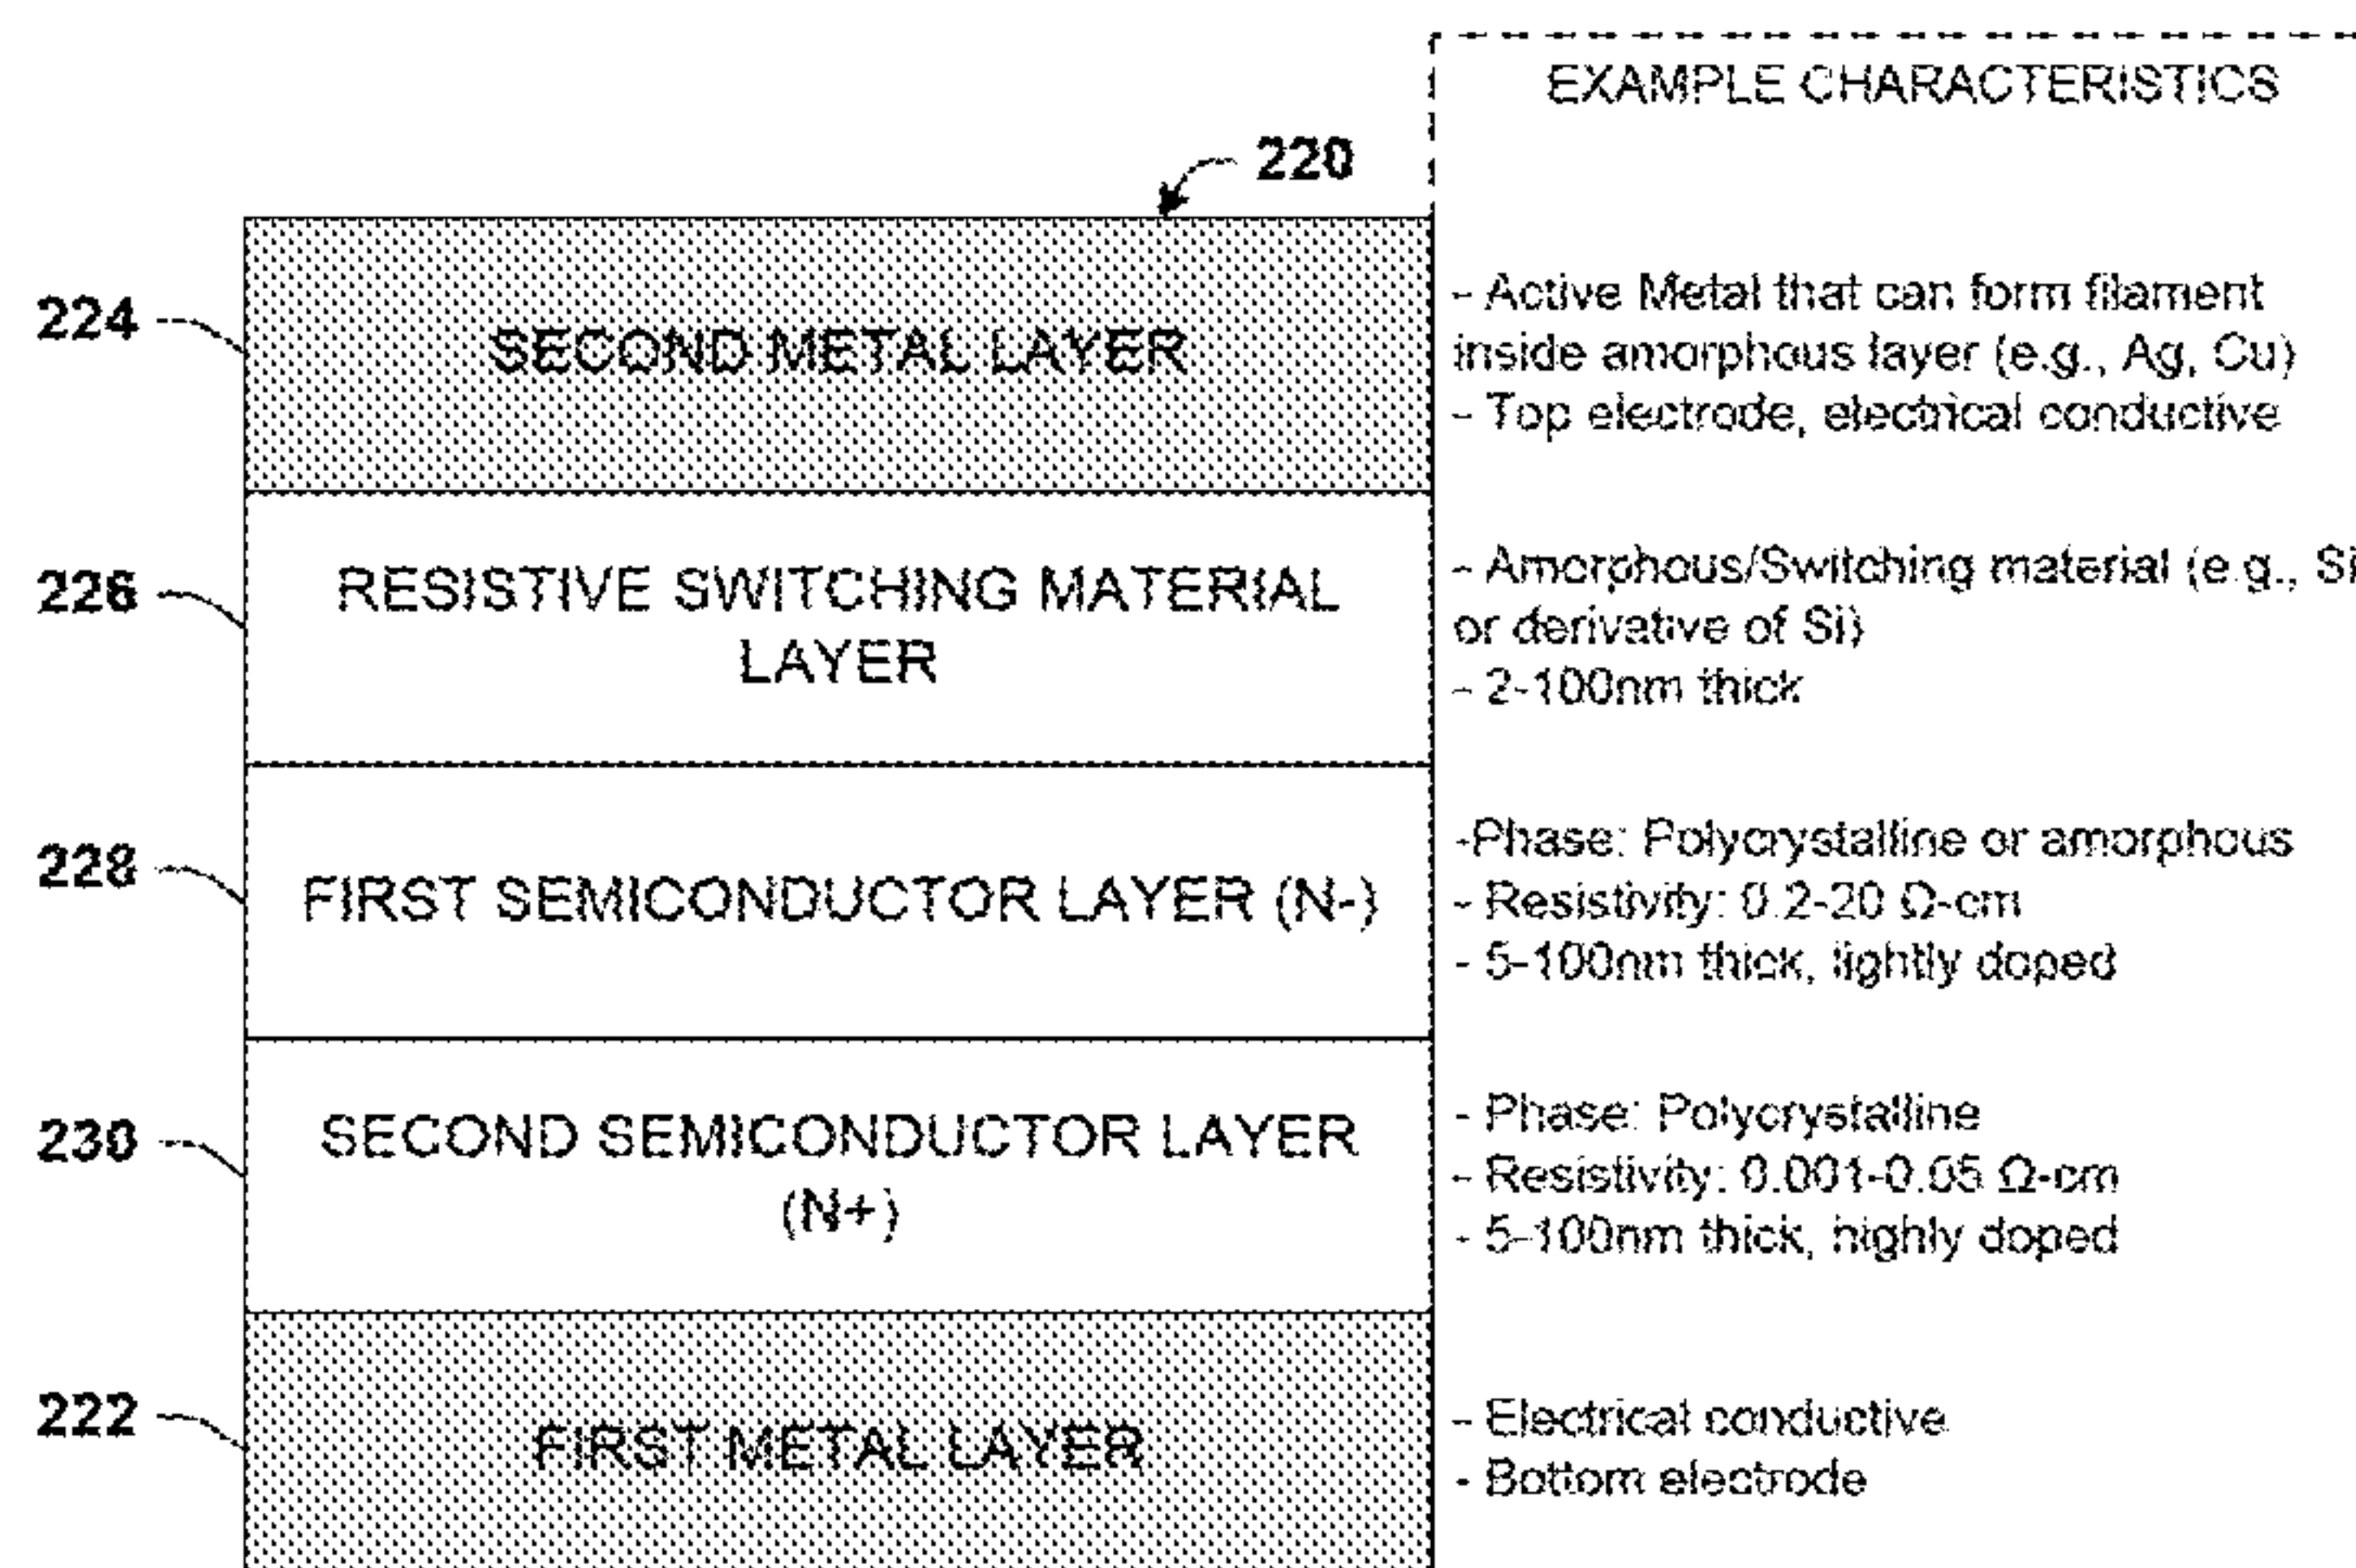 EXAMPLE CHARACTERISTICS
220
224
SECOND METAL LAYER
- Active Metal that can form filament
inside amorphous layer (e.g., Ag, Cu)
- Top electrode, electrical conductive
226
RESISTIVE SWITCHING MATERIAL
LAYER
- Amorphous/Switching material (e.g., Si
or derivative of Si)
- 2-100nm thick
228
FIRST SEMICONDUCTOR LAYER (N-)
-Phase: Polycrystalline or amorphous
- Resistivity: 0.2-20 Ω-cm
- 5-100nm thick, lightly doped
230
SECOND SEMICONDUCTOR LAYER
(N+)
- Phase: Polycrystalline
- Resistivity: 0.001-0.05 Ω-cm
- 5-100nm thick, highly doped
222
FIRST METAL LAYER
- Electrical conductive
- Bottom electrode